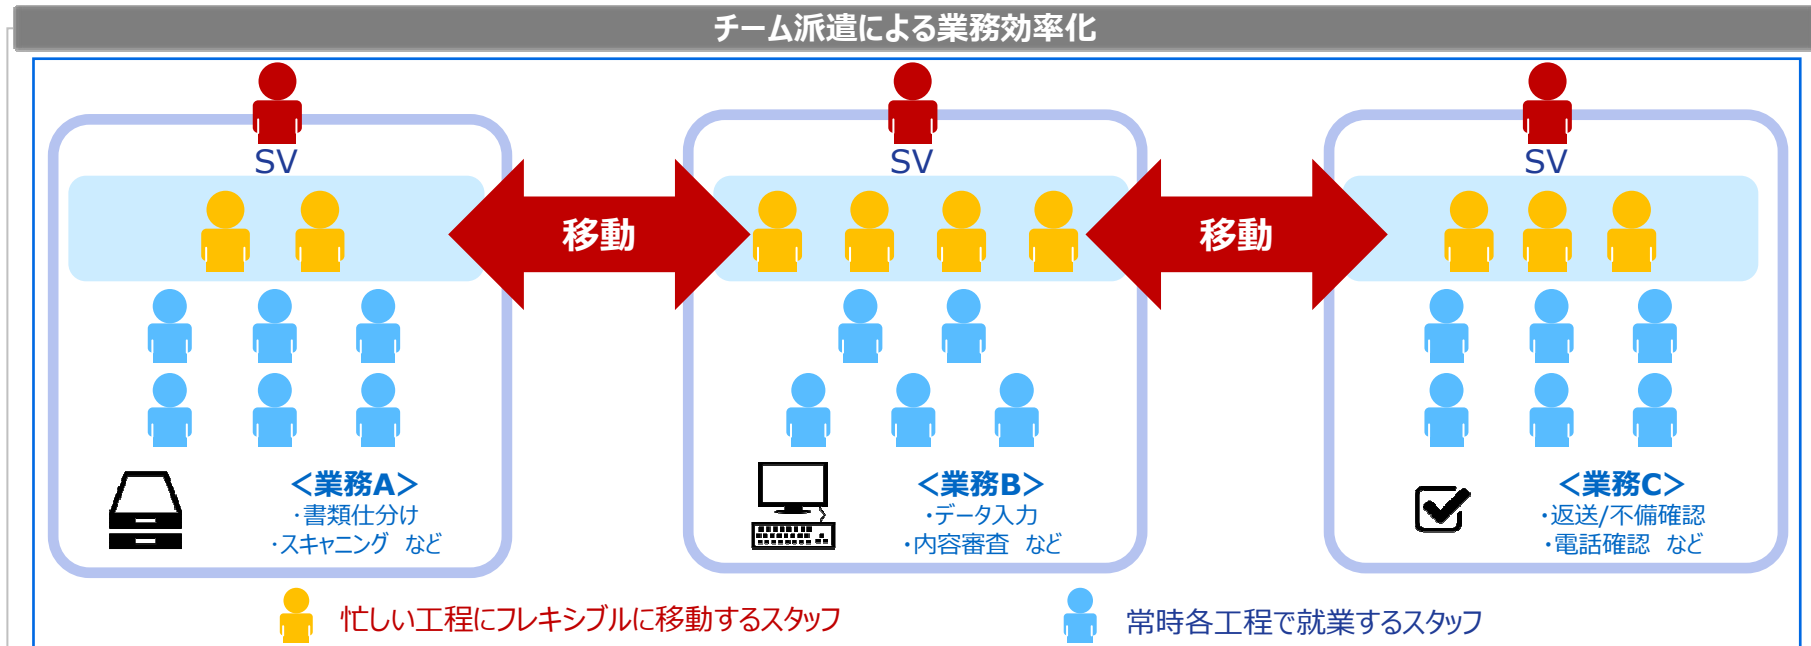 チーム派遣による業務効率化
SV
SV
SV
移動
移動
＜業務A＞
・書類仕分け
・スキャニング など
＜業務B＞
・データ入力
・内容審査 など
＜業務C＞
・返送/不備確認
・電話確認 など
忙しい工程にフレキシブルに移動するスタッフ
常時各工程で就業するスタッフ